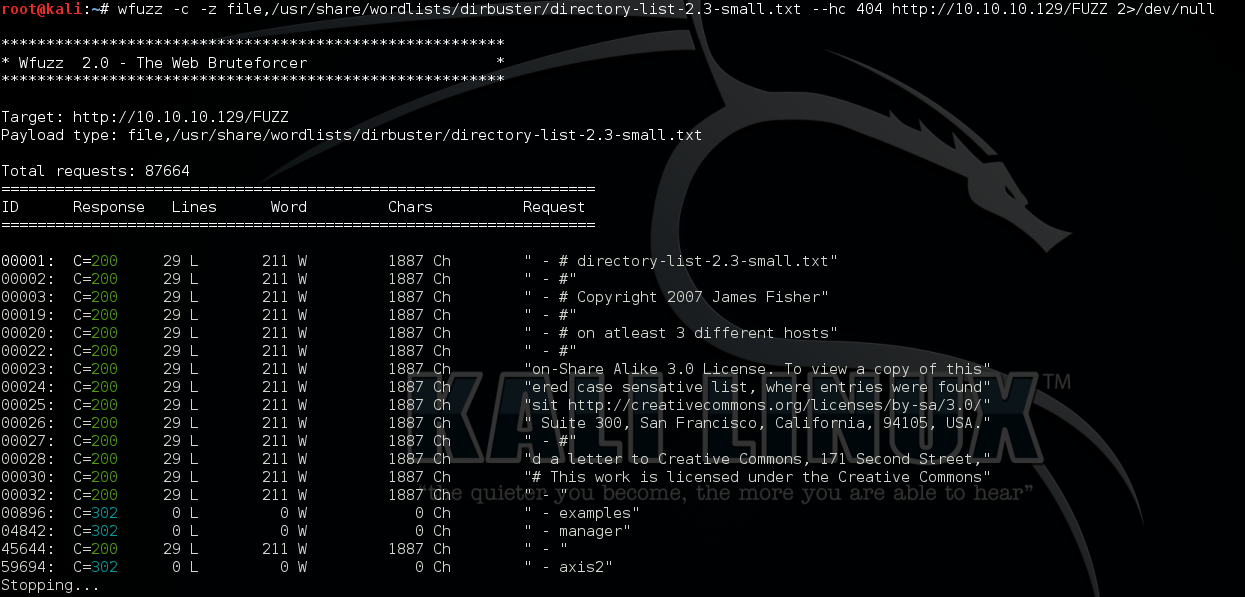 root@kali:~# wfuzz -c -z file,/usr/share/wordlists/dirbuster/directory-list-2.3-small.txt --hc 404 http://10.10.10.129/FUZZ 2>/dev/null
********************************************************
* Wfuzz  2.0 - The Web Bruteforcer                     *
********************************************************
Target: http://10.10.10.129/FUZZ
Payload type: file,/usr/share/wordlists/dirbuster/directory-list-2.3-small.txt
Total requests: 87664
==================================================================
ID      Response   Lines      Word         Chars          Request
==================================================================
00001:  C=200     29 L       211 W         1887 Ch        " - # directory-list-2.3-small.txt"
00002:  C=200     29 L       211 W         1887 Ch        " - #"
00003:  C=200     29 L       211 W         1887 Ch        " - # Copyright 2007 James Fisher"
00019:  C=200     29 L       211 W         1887 Ch        " - #"
00020:  C=200     29 L       211 W         1887 Ch        " - # on atleast 3 different hosts"
00022:  C=200     29 L       211 W         1887 Ch        " - #"
00023:  C=200     29 L       211 W         1887 Ch        "on-Share Alike 3.0 License. To view a copy of this"
00024:  C=200     29 L       211 W         1887 Ch        "ered case sensative list, where entries were found"
00025:  C=200     29 L       211 W         1887 Ch        "sit http://creativecommons.org/licenses/by-sa/3.0/"
00026:  C=200     29 L       211 W         1887 Ch        " Suite 300, San Francisco, California, 94105, USA."
00027:  C=200     29 L       211 W         1887 Ch        " - #"
00028:  C=200     29 L       211 W         1887 Ch        "d a letter to Creative Commons, 171 Second Street,"
00030:  C=200     29 L       211 W         1887 Ch        "# This work is licensed under the Creative Commons"
00032:  C=200     29 L       211 W         1887 Ch        " - "
00896:  C=302      0 L         0 W            0 Ch        " - examples"
04842:  C=302      0 L         0 W            0 Ch        " - manager"
45644:  C=200     29 L       211 W         1887 Ch        " - "
59694:  C=302      0 L         0 W            0 Ch        " - axis2"
Stopping...
KALI LINUX TM
"the quieter you become, the more you are able to hear"